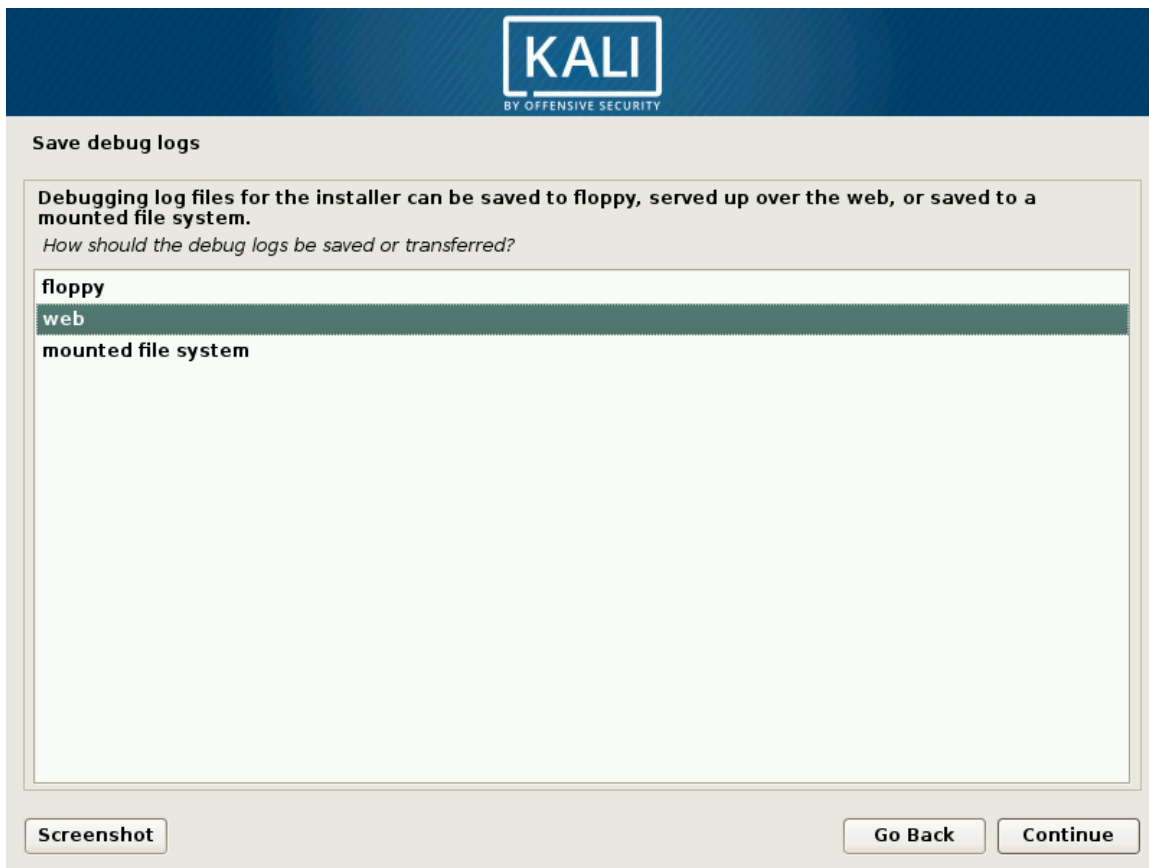 KALI
BY OFFENSIVE SECURITY
Save debug logs
Debugging log files for the installer can be saved to floppy, served up over the web, or saved to a
mounted file system.
How should the debug logs be saved or transferred?
floppy
web
mounted file system
Screenshot
Go Back
Continue